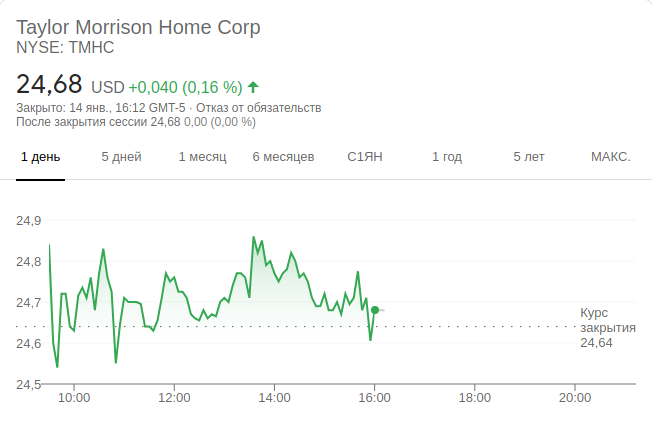 Taylor Morrison Home Corp
NYSE: TMHC
24,68 USD +0,040 (0,16 %)
Закрыто: 14 янв., 16:12 GMT-5 · Отказ от обязательств
После закрытия сессии 24,68 0,00 (0,00 %)
1 день 5 дней 1 месяц 6 месяцев С1ЯН 1 год 5 лет МАКС.
24,9
24,8
24,7
24,6
24,5
Курс
закрытия
24,64
10:00 12:00 14:00 16:00 18:00 20:00